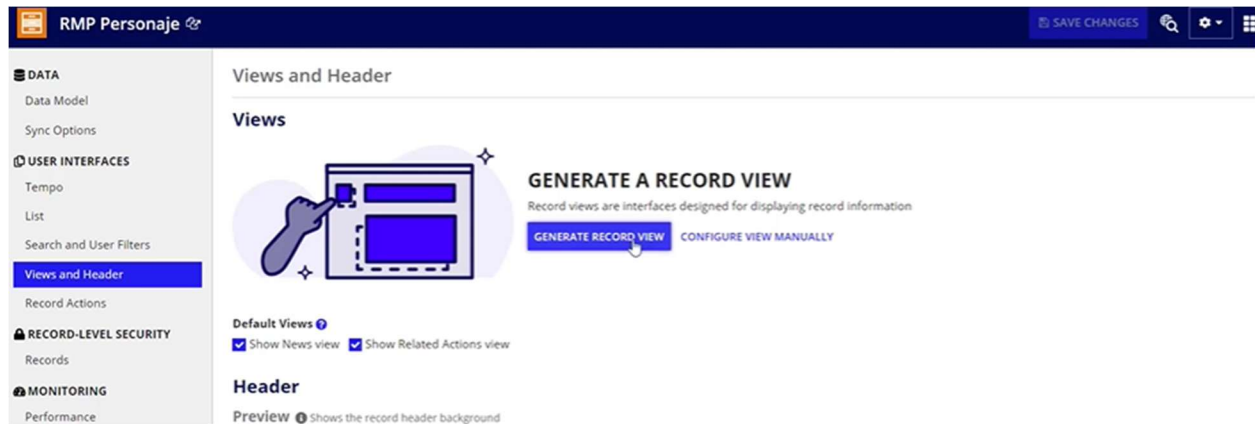 RMP Personaje
SAVE CHANGES
DATA
Data Model
Sync Options
USER INTERFACES
Tempo
List
Search and User Filters
Views and Header
Record Actions
RECORD-LEVEL SECURITY
Records
MONITORING
Performance
Views and Header
Views
GENERATE A RECORD VIEW
Record views are interfaces designed for displaying record information
GENERATE RECORD VIEW CONFIGURE VIEW MANUALLY
Default Views
Show News view Show Related Actions view
Header
Preview Shows the record header background